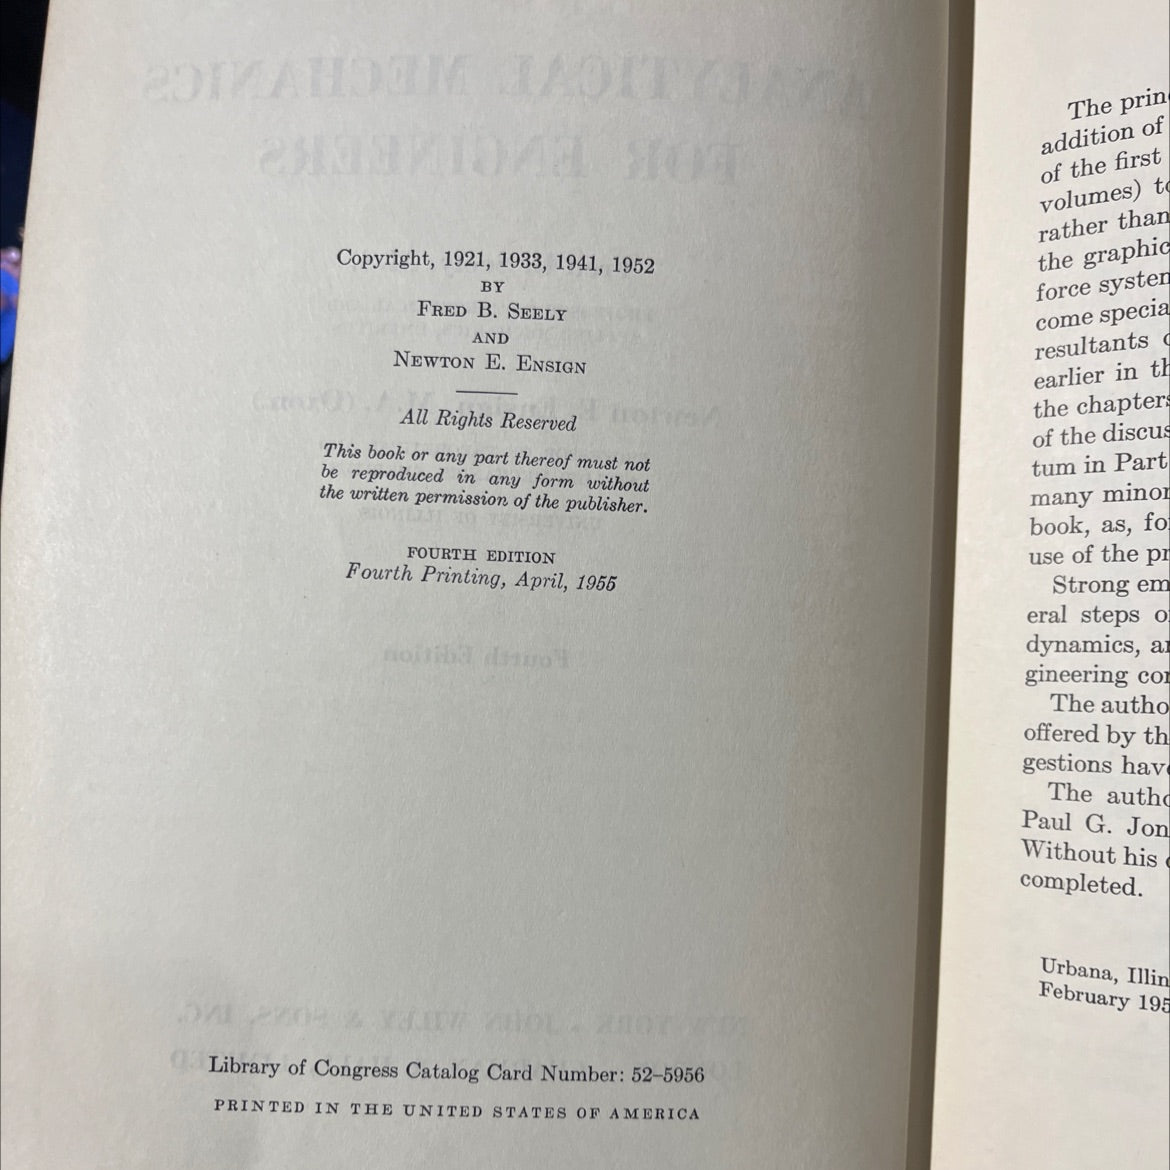 Copyright, 1921, 1933, 1941, 1952
BY
FRED B. SEELY
AND
NEWTON E. ENSIGN
All Rights Reserved
This book or any part thereof must not
be reproduced in any form without
the written permission of the publisher.
FOURTH EDITION
Fourth Printing, April, 1955
Library of Congress Catalog Card Number: 52–5956
PRINTED IN THE UNITED STATES OF AMERICA
The prin
addition of
of the first
volumes) to
rather than
the graphic
force system
come specia
resultants
earlier in th
the chapters
of the discus
tum in Part
many minor
book, as, fo
use of the pr
Strong em
eral steps o
dynamics, an
gineering cor
The autho
offered by th
gestions have
The autho
Paul G. Jon
Without his
completed.
Urbana, Illin
February 195